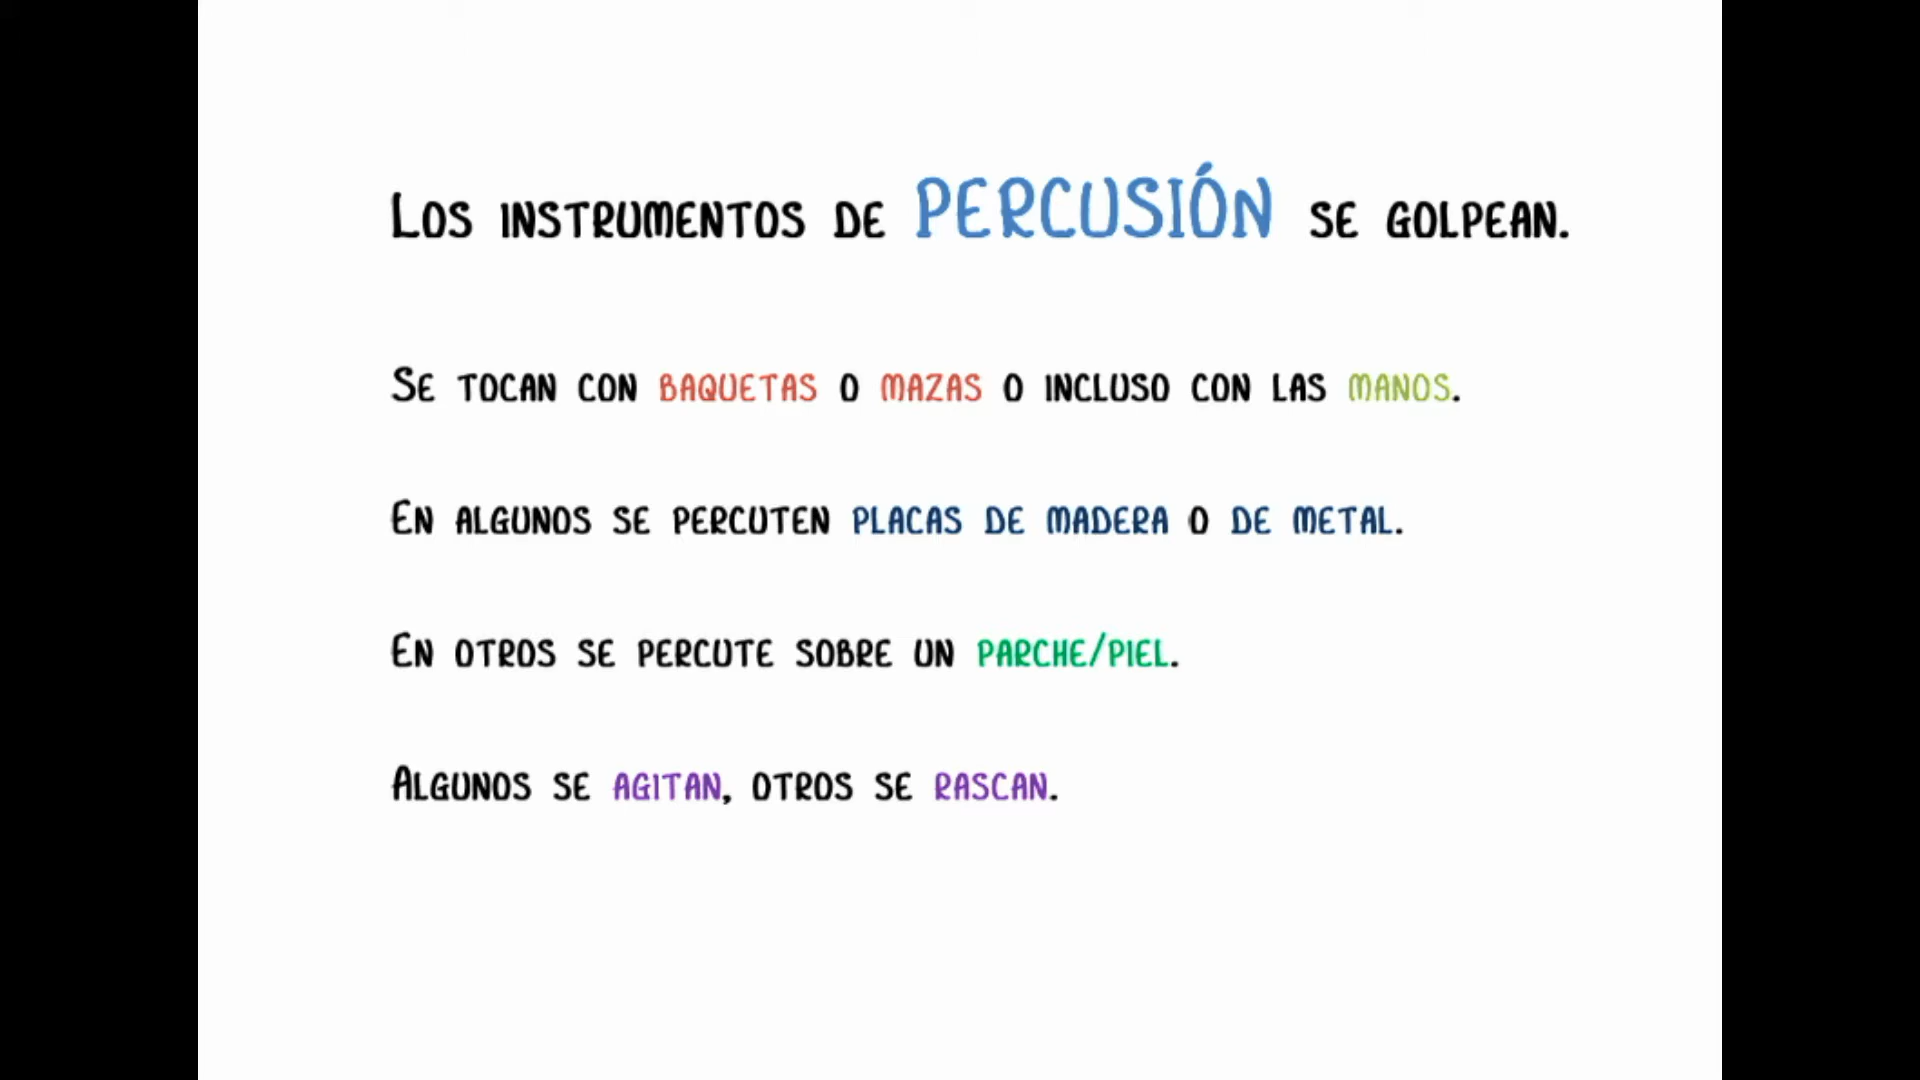 Los instrumentos de PERCUSIÓN se golpean.
Se tocan con baquetas o mazas o incluso con las manos.
En algunos se percuten placas de madera o de metal.
En otros se percute sobre un parche/piel.
Algunos se agitan, otros se rascan.